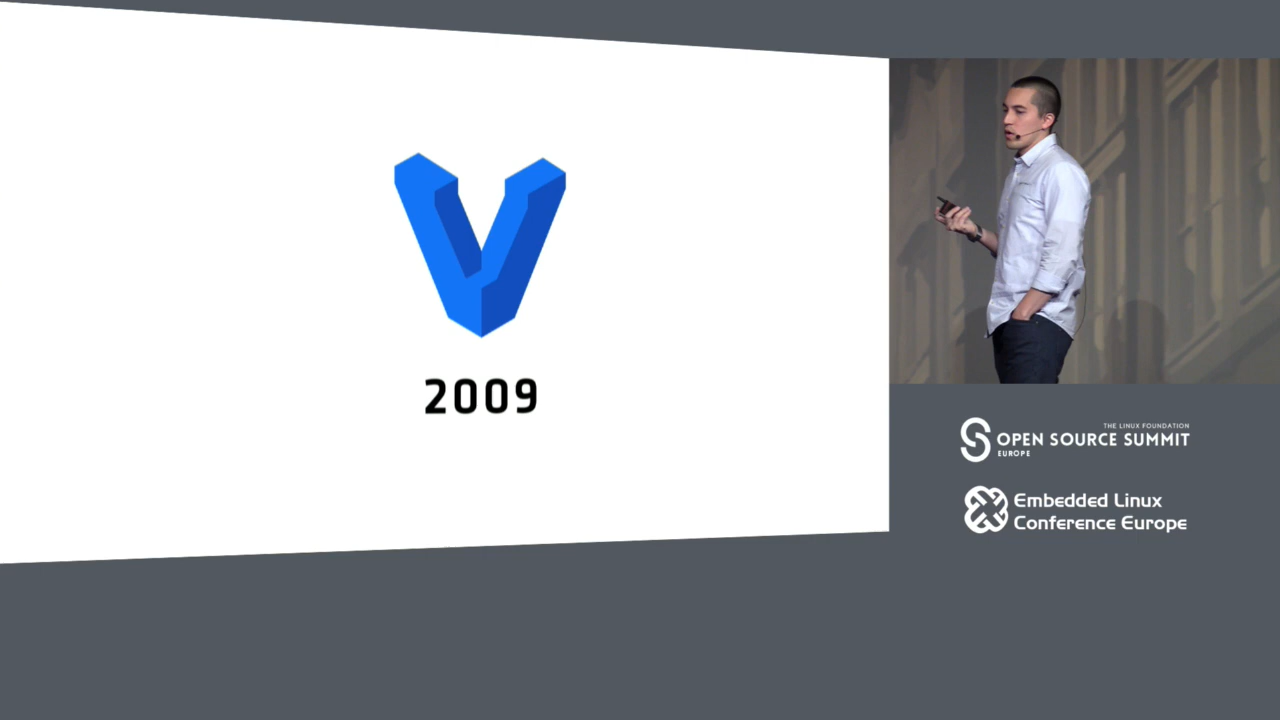 2009
THE LINUX FOUNDATION
OPEN SOURCE SUMMIT
EUROPE
Embedded Linux
Conference Europe